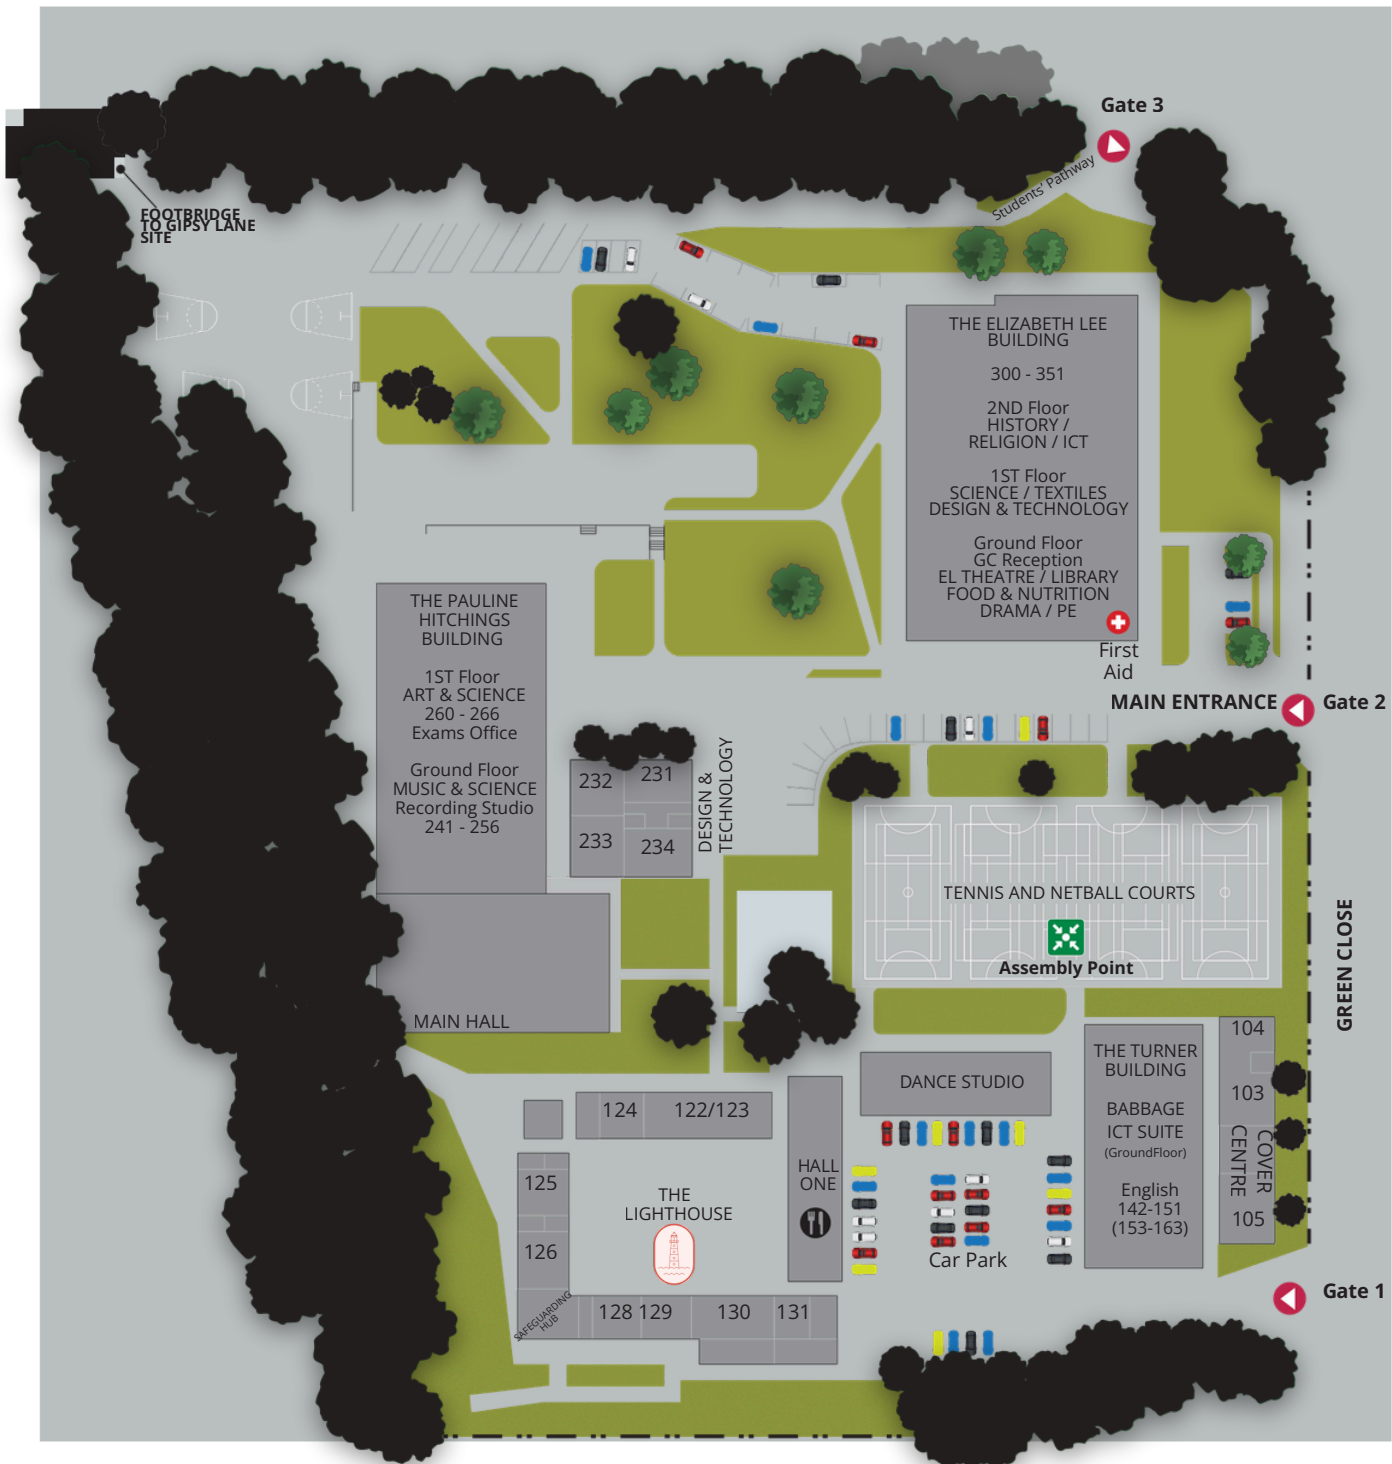 Gate 3
Students' Pathway
FOOTBRIDGE
TO GIPSY LANE
SITE
THE ELIZABETH LEE
BUILDING
300 - 351
2ND Floor
HISTORY /
RELIGION / ICT
1ST Floor
SCIENCE / TEXTILES
DESIGN & TECHNOLOGY
Ground Floor
GC Reception
EL THEATRE / LIBRARY
FOOD & NUTRITION
DRAMA / PE
First
Aid
THE PAULINE
HITCHINGS
BUILDING
1ST Floor
ART & SCIENCE
260 - 266
Exams Office
Ground Floor
MUSIC & SCIENCE
Recording Studio
241 - 256
MAIN ENTRANCE
Gate 2
232
231
233
234
DESIGN &
TECHNOLOGY
TENNIS AND NETBALL COURTS
Assembly Point
GREEN CLOSE
MAIN HALL
DANCE STUDIO
THE TURNER
BUILDING
BABBAGE
ICT SUITE
(GroundFloor)
English
142-151
(153-163)
104
103
COVER
CENTRE
105
124
122/123
125
126
HALL
ONE
THE
LIGHTHOUSE
Car Park
SAFEGUARDING
HUB
128
129
130
131
Gate 1